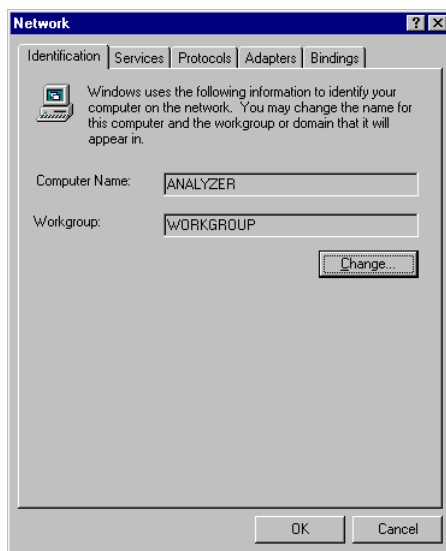 Network
Identification Services Protocols Adapters Bindings
Windows uses the following information to identify your
computer on the network. You may change the name for
this computer and the workgroup or domain that it will
appear in.
Computer Name: ANALYZER
Workgroup: WORKGROUP
Change...
OK Cancel